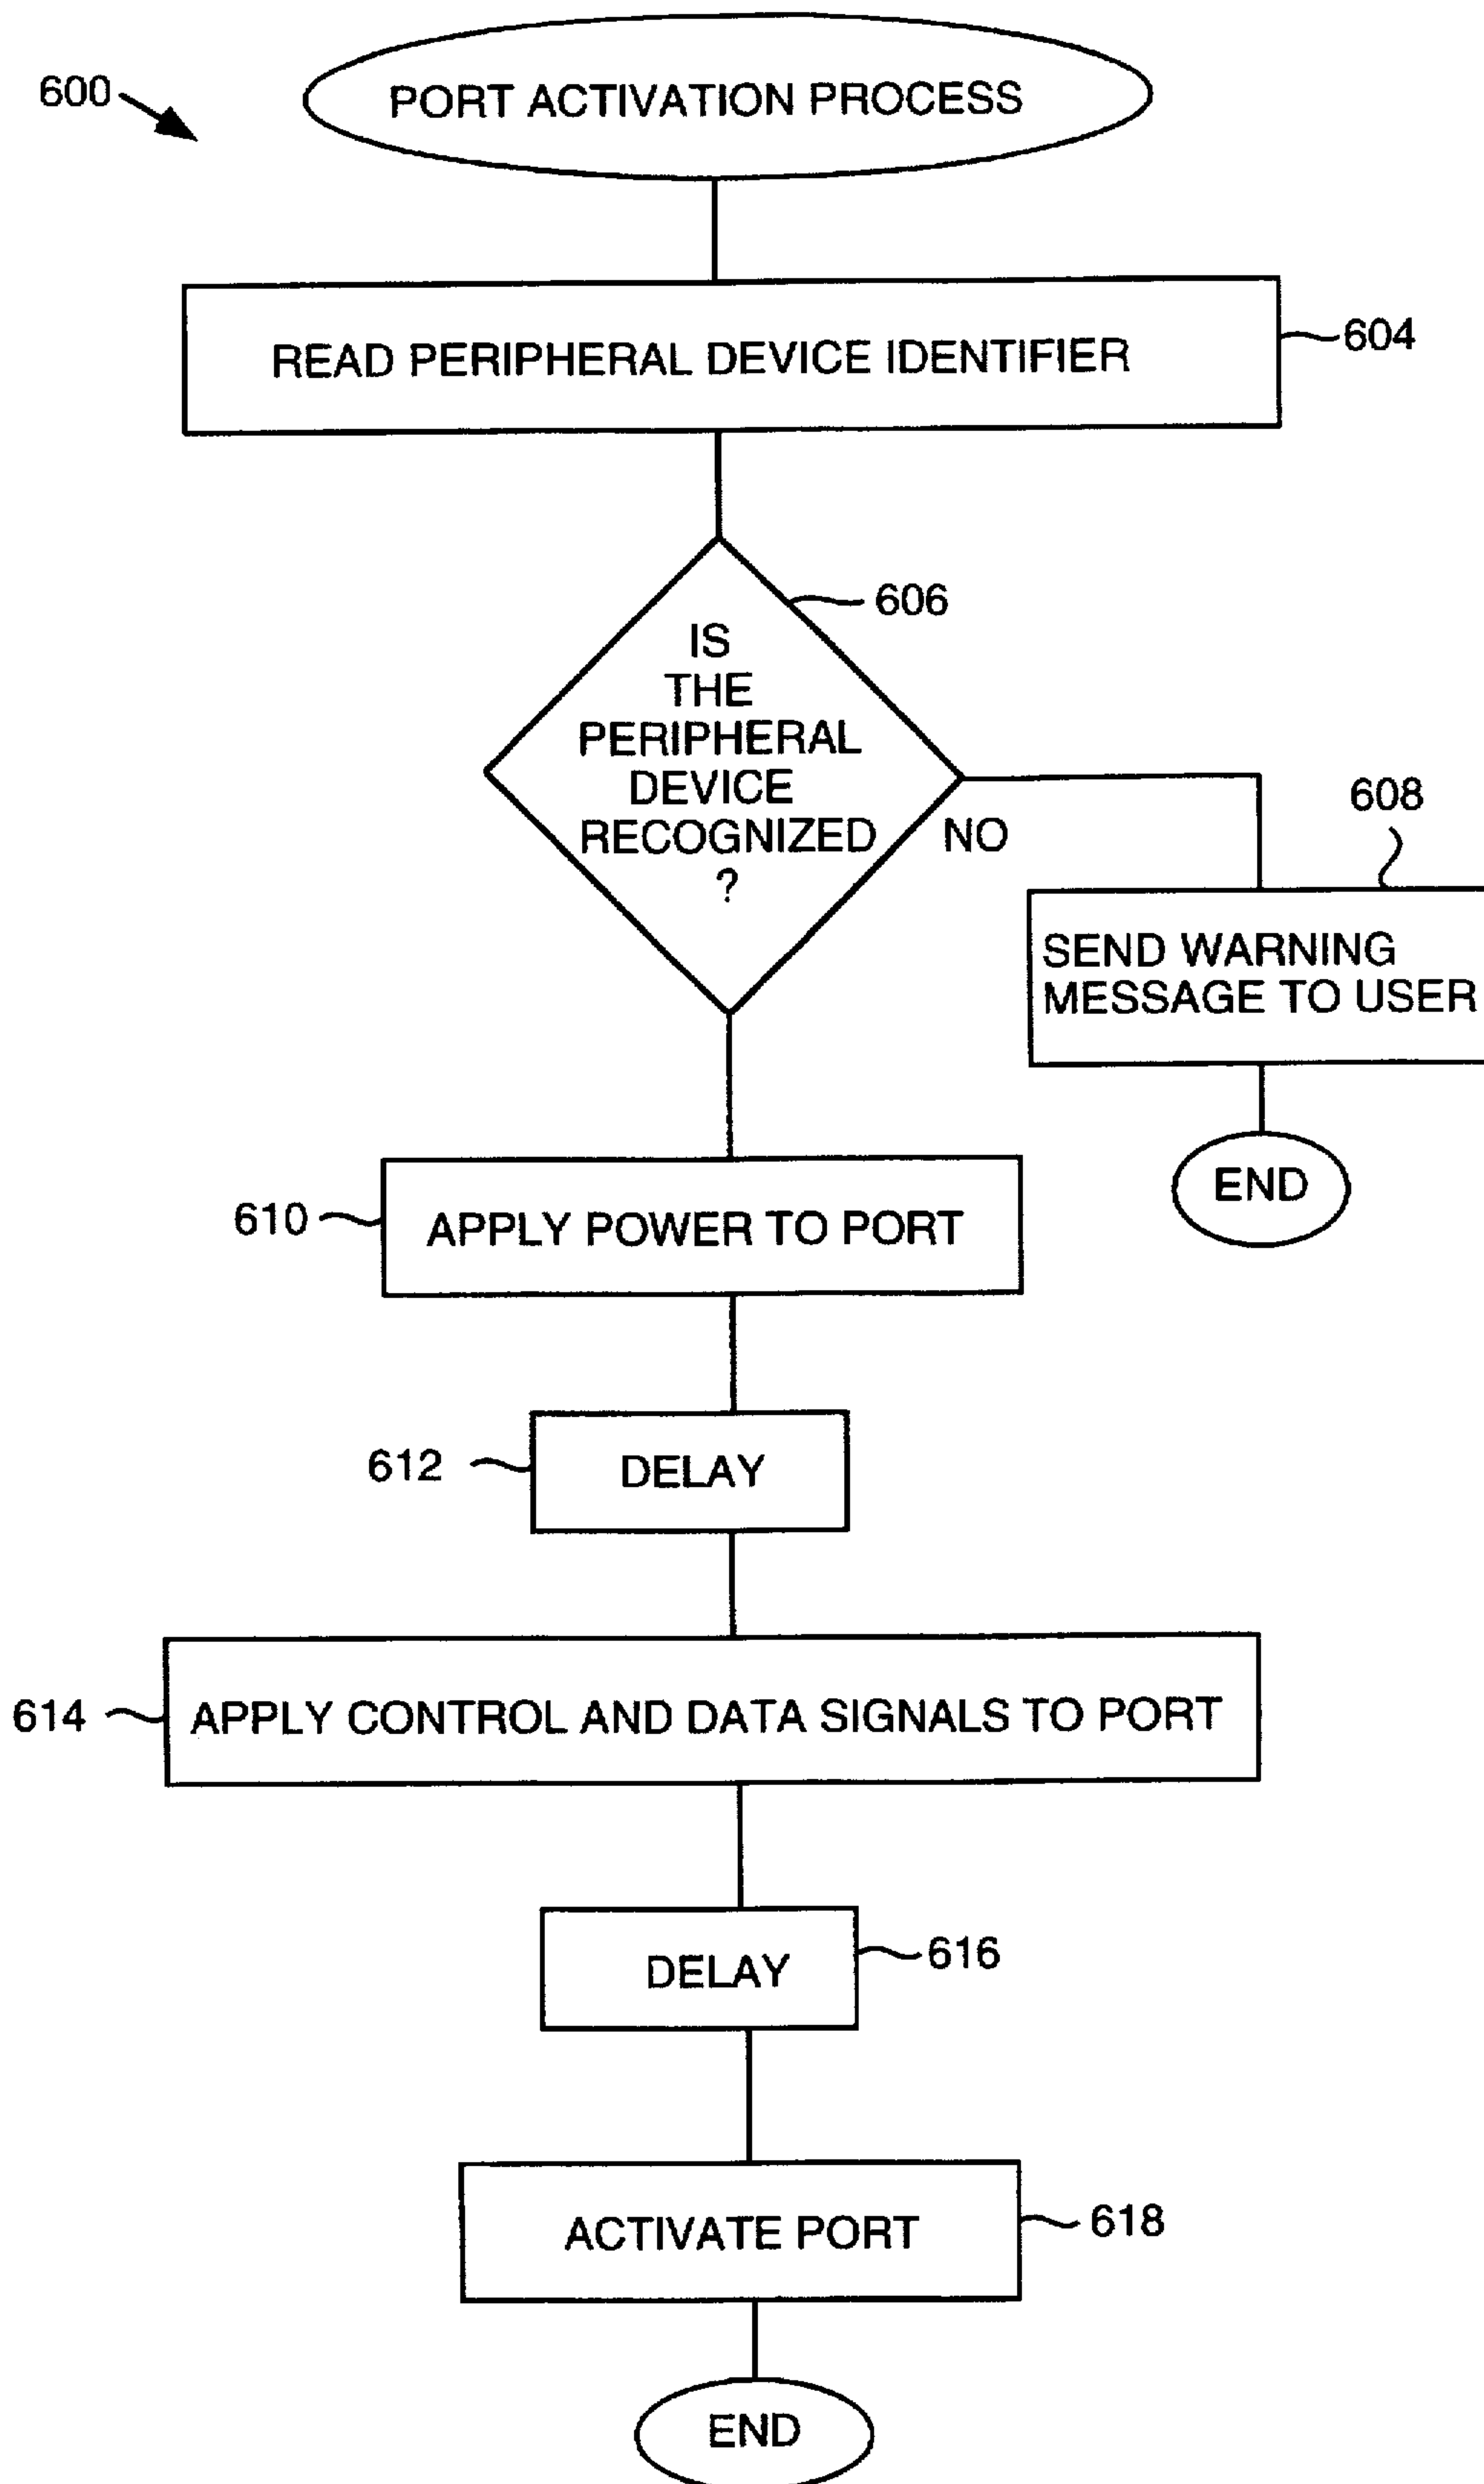 600
PORT ACTIVATION PROCESS
READ PERIPHERAL DEVICE IDENTIFIER
604
606
IS
THE
PERIPHERAL
DEVICE
RECOGNIZED
?
NO
608
SEND WARNING
MESSAGE TO USER
END
610
APPLY POWER TO PORT
612
DELAY
614
APPLY CONTROL AND DATA SIGNALS TO PORT
DELAY
616
ACTIVATE PORT
618
END